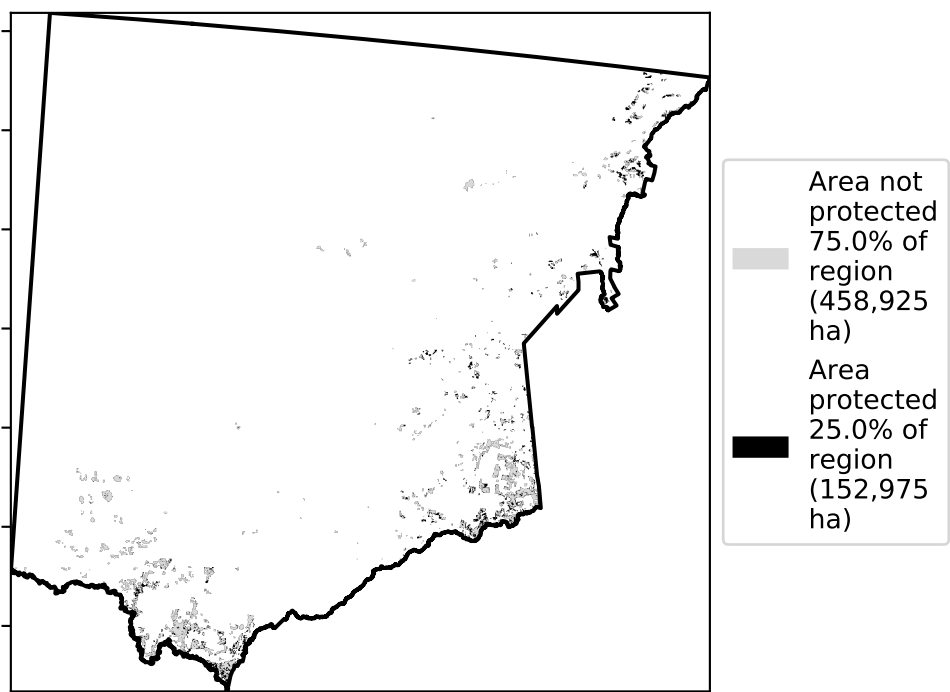 Area not
protected
75.0% of
region
(458,925
ha)
Area
protected
25.0% of
region
(152,975
ha)